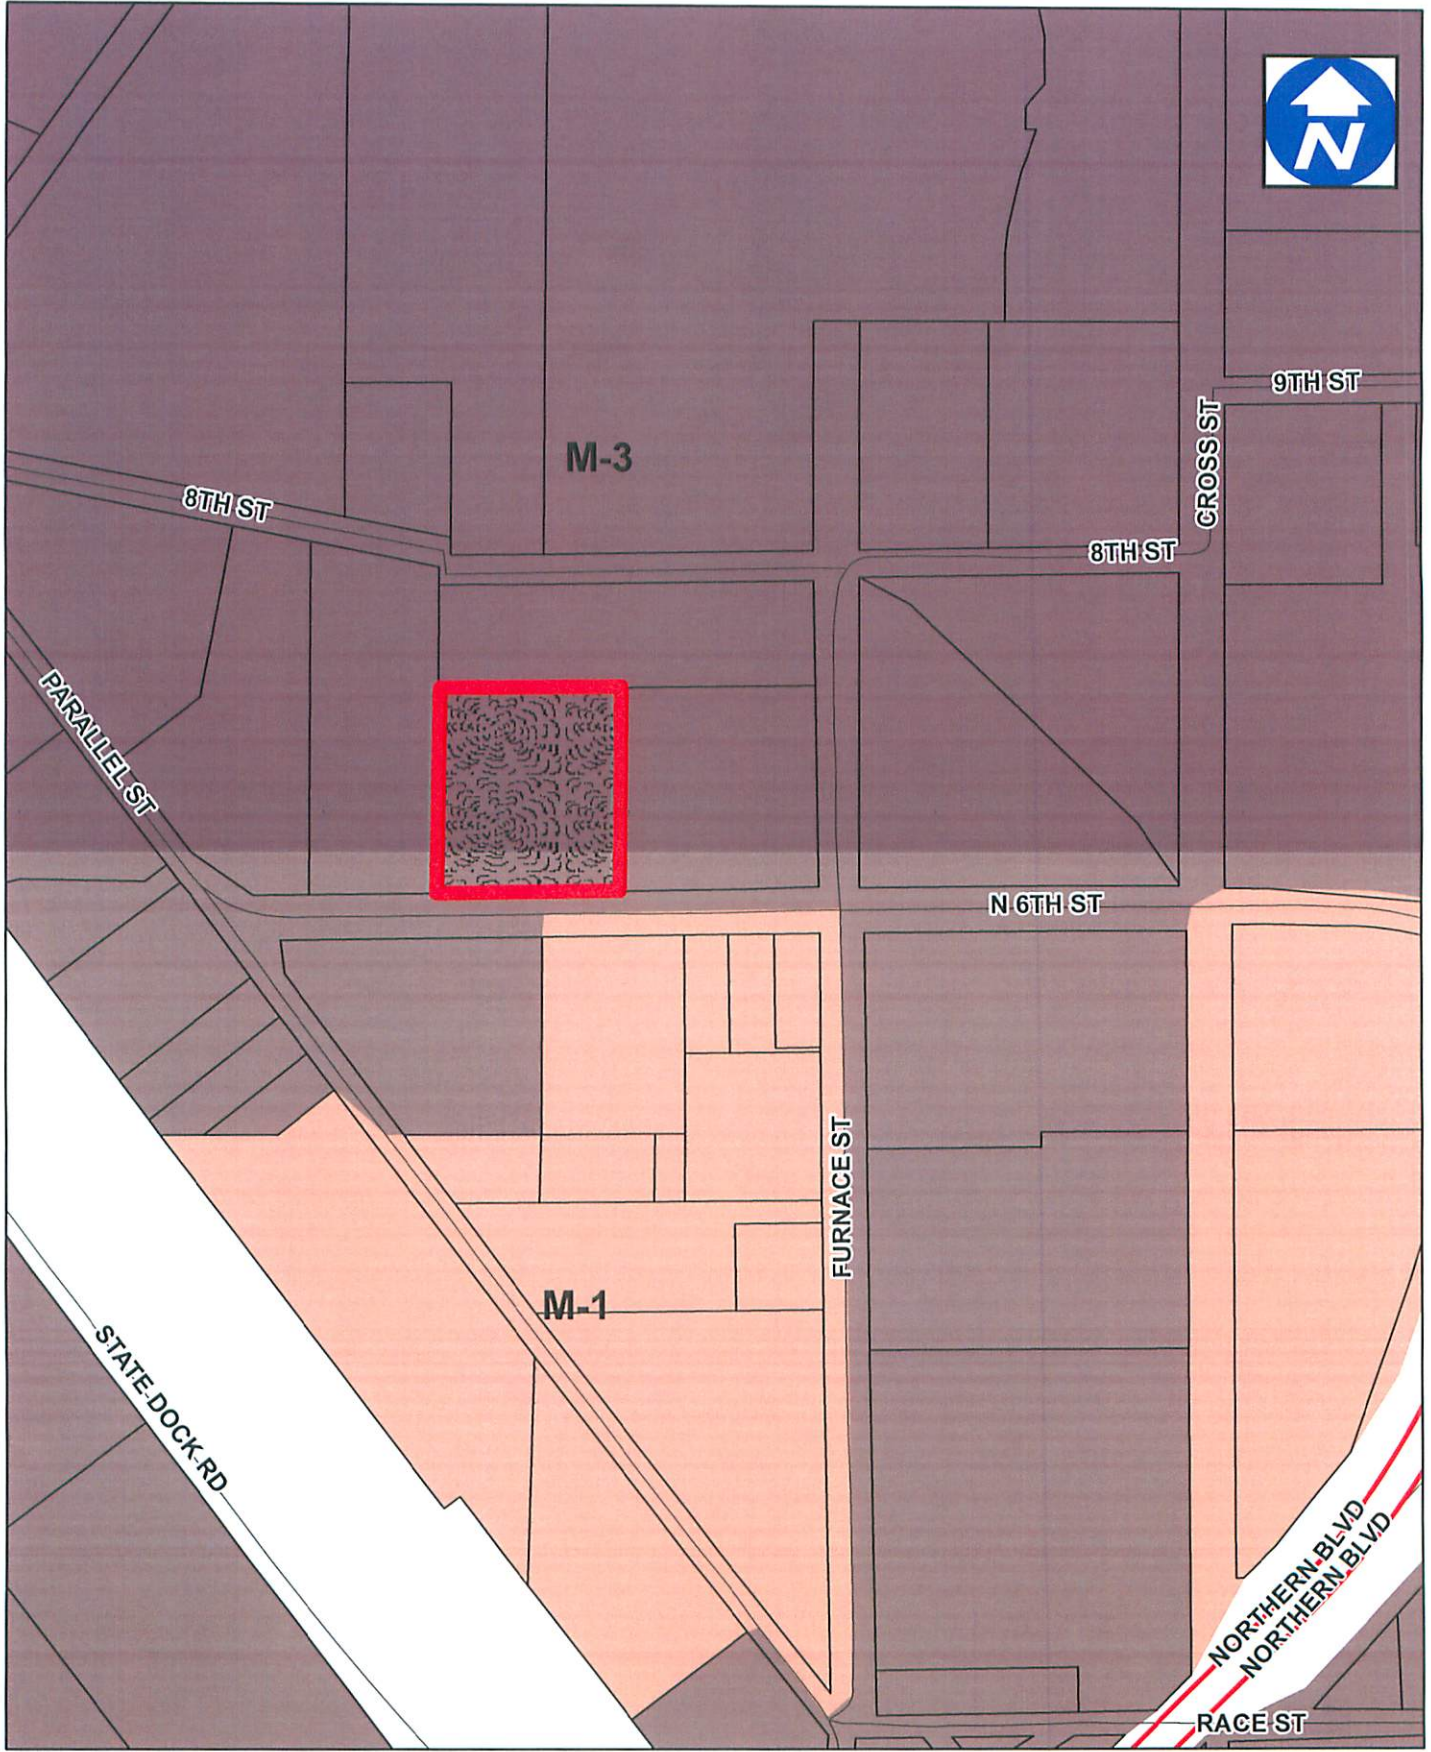 N
9TH ST
CROSS ST
M-3
8TH ST
8TH ST
PARALLEL ST
N 6TH ST
FURNACE ST
M-1
STATE DOCK RD
NORTHERN BLVD
NORTHERN BLVD
RACE ST